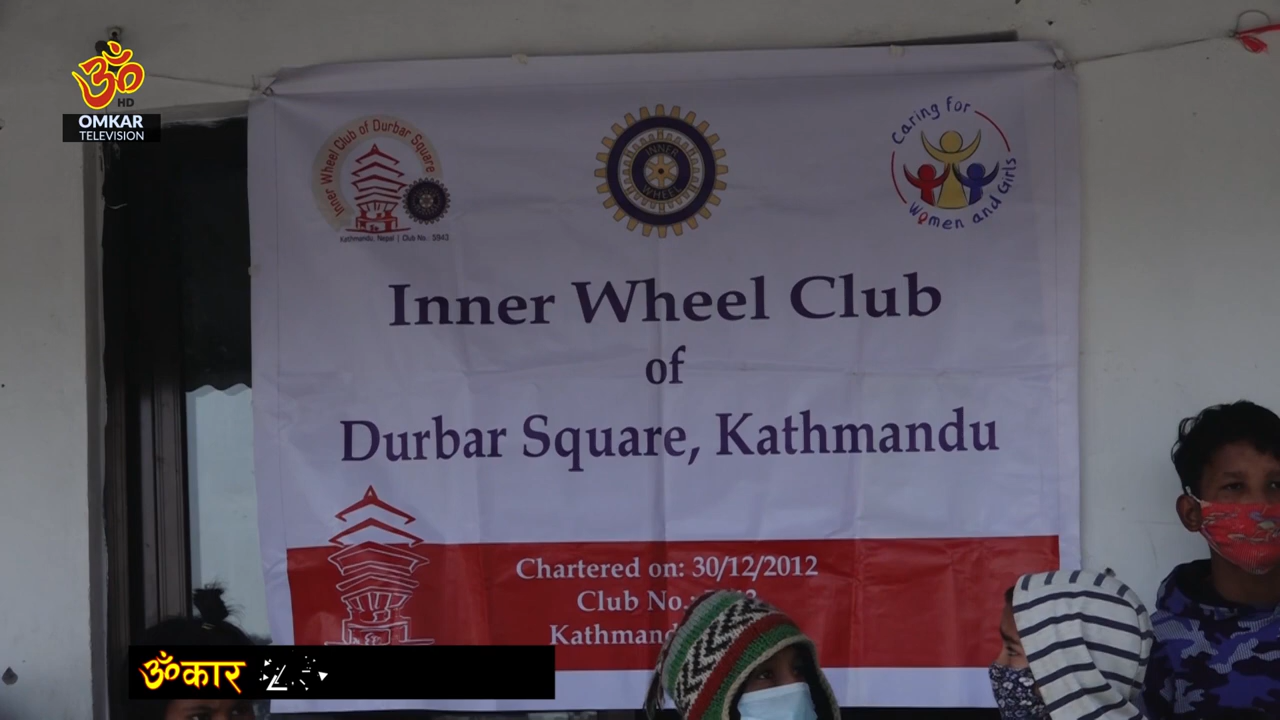 ॐ
HD
OMKAR
TELEVISION
Inner Wheel Club of Durbar Square
Kathmandu, Nepal | Club No.: 5943
INNER
WHEEL
Caring for
Women and Girls
Inner Wheel Club
of
Durbar Square, Kathmandu
Chartered on: 30/12/2012
Club No.:
ॐकार